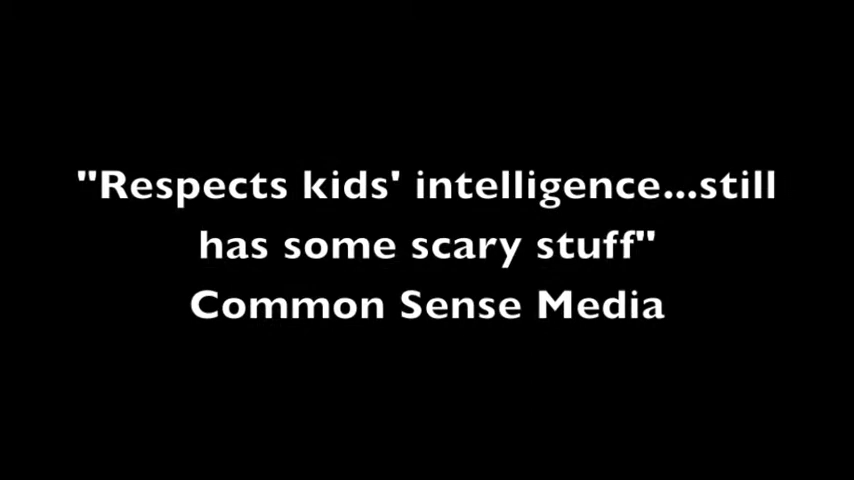 "Respects kids' intelligence...still
has some scary stuff"
Common Sense Media